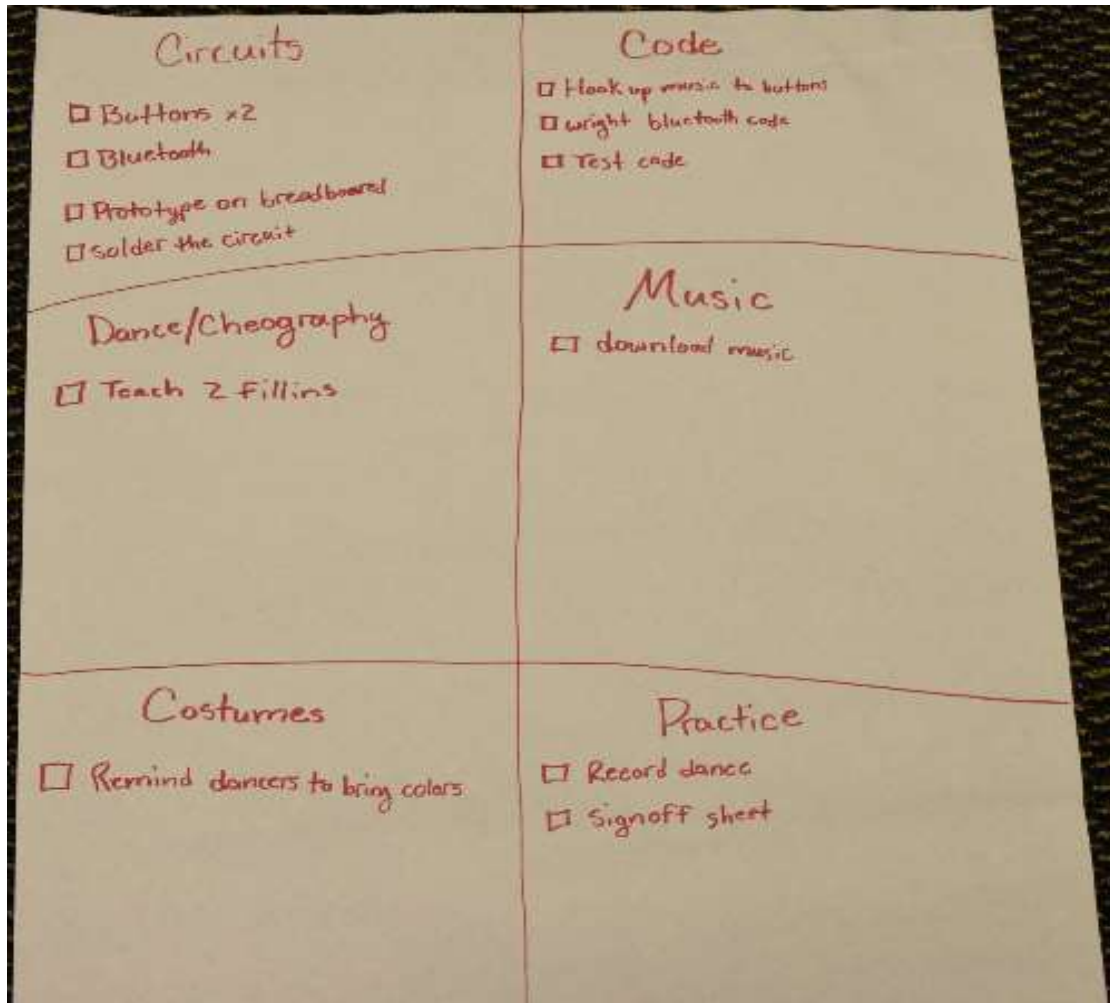 Circuits
Buttons x2
Bluetooth
Prototype on breadboared
Solder the circuit
Code
Hook up music to buttons
wright bluetooth code
Test code
Dance/Cheography
Teach 2 Fillins
Music
download music
Costumes
Remind dancers to bring colors
Practice
Record dance
Signoff sheet